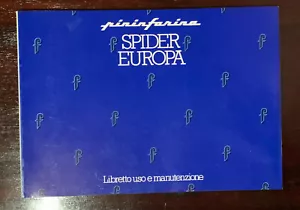 pininfarina
SPIDER
EUROPA
Libretto uso e manutenzione